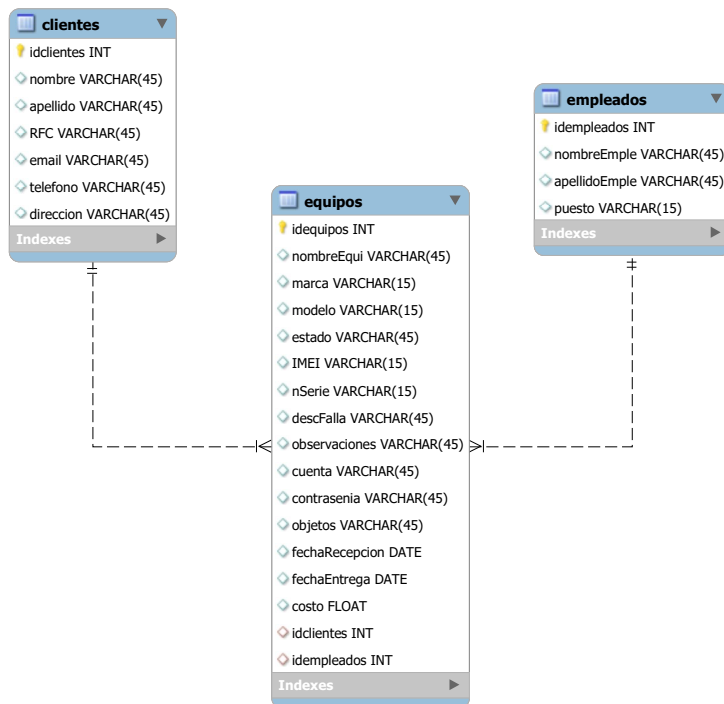 clientes
idclientes INT
nombre VARCHAR(45)
apellido VARCHAR(45)
RFC VARCHAR(45)
email VARCHAR(45)
telefono VARCHAR(45)
direccion VARCHAR(45)
Indexes
equipos
idequipos INT
nombreEqui VARCHAR(45)
marca VARCHAR(15)
modelo VARCHAR(15)
estado VARCHAR(45)
IMEI VARCHAR(15)
nSerie VARCHAR(15)
descFalla VARCHAR(45)
observaciones VARCHAR(45)
cuenta VARCHAR(45)
contrasenia VARCHAR(45)
objetos VARCHAR(45)
fechaRecepcion DATE
fechaEntrega DATE
costo FLOAT
idclientes INT
idempleados INT
Indexes
empleados
idempleados INT
nombreEmple VARCHAR(45)
apellidoEmple VARCHAR(45)
puesto VARCHAR(15)
Indexes